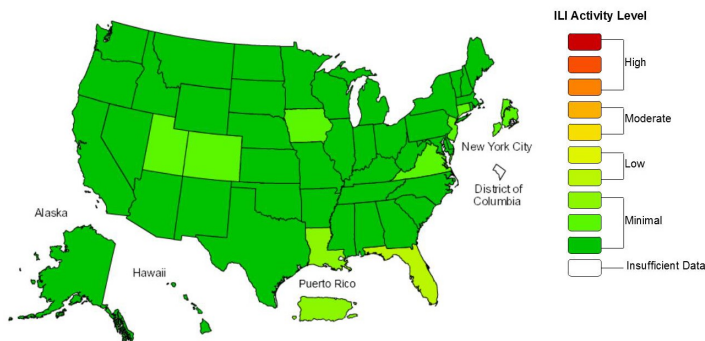 ILI Activity Level
High
Moderate
Low
Minimal
Insufficient Data
New York City
District of
Columbia
Alaska
Hawaii
Puerto Rico